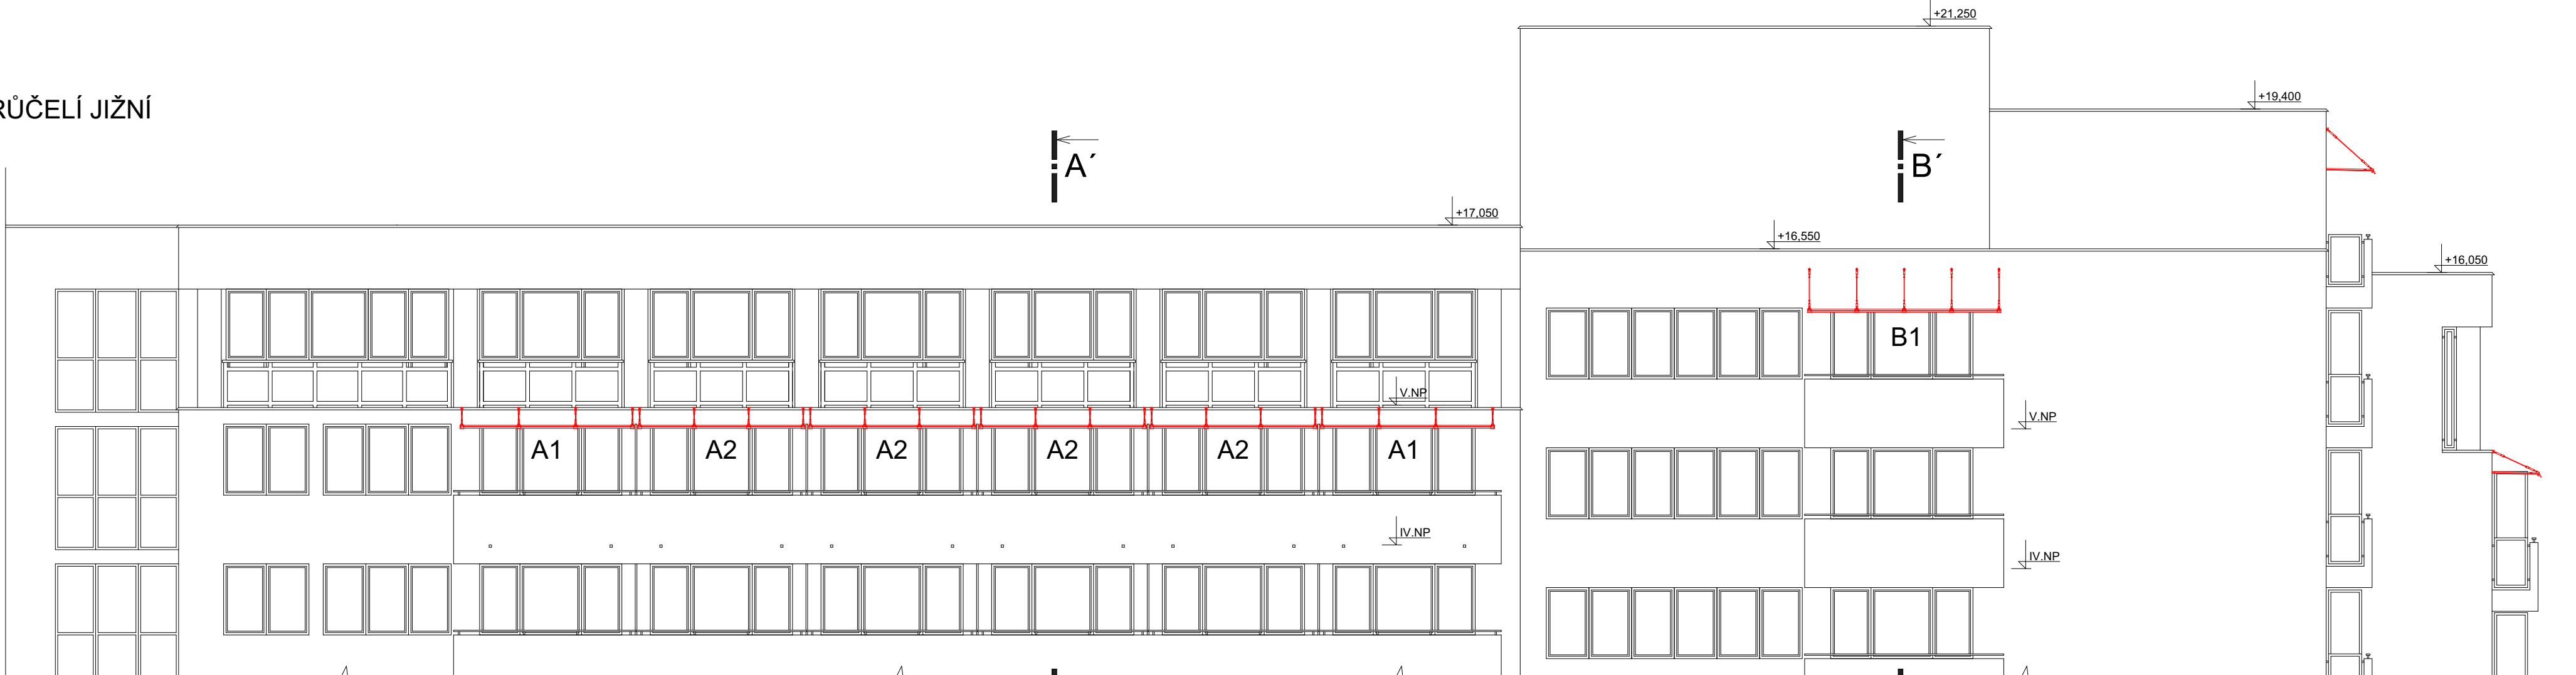 +21,250
+19,400
RŮČELÍ JIŽNÍ
A´
B´
+17,050
+16,550
+16,050
B1
V.NP
V.NP
A1
A2
A2
A2
A2
A1
IV.NP
IV.NP